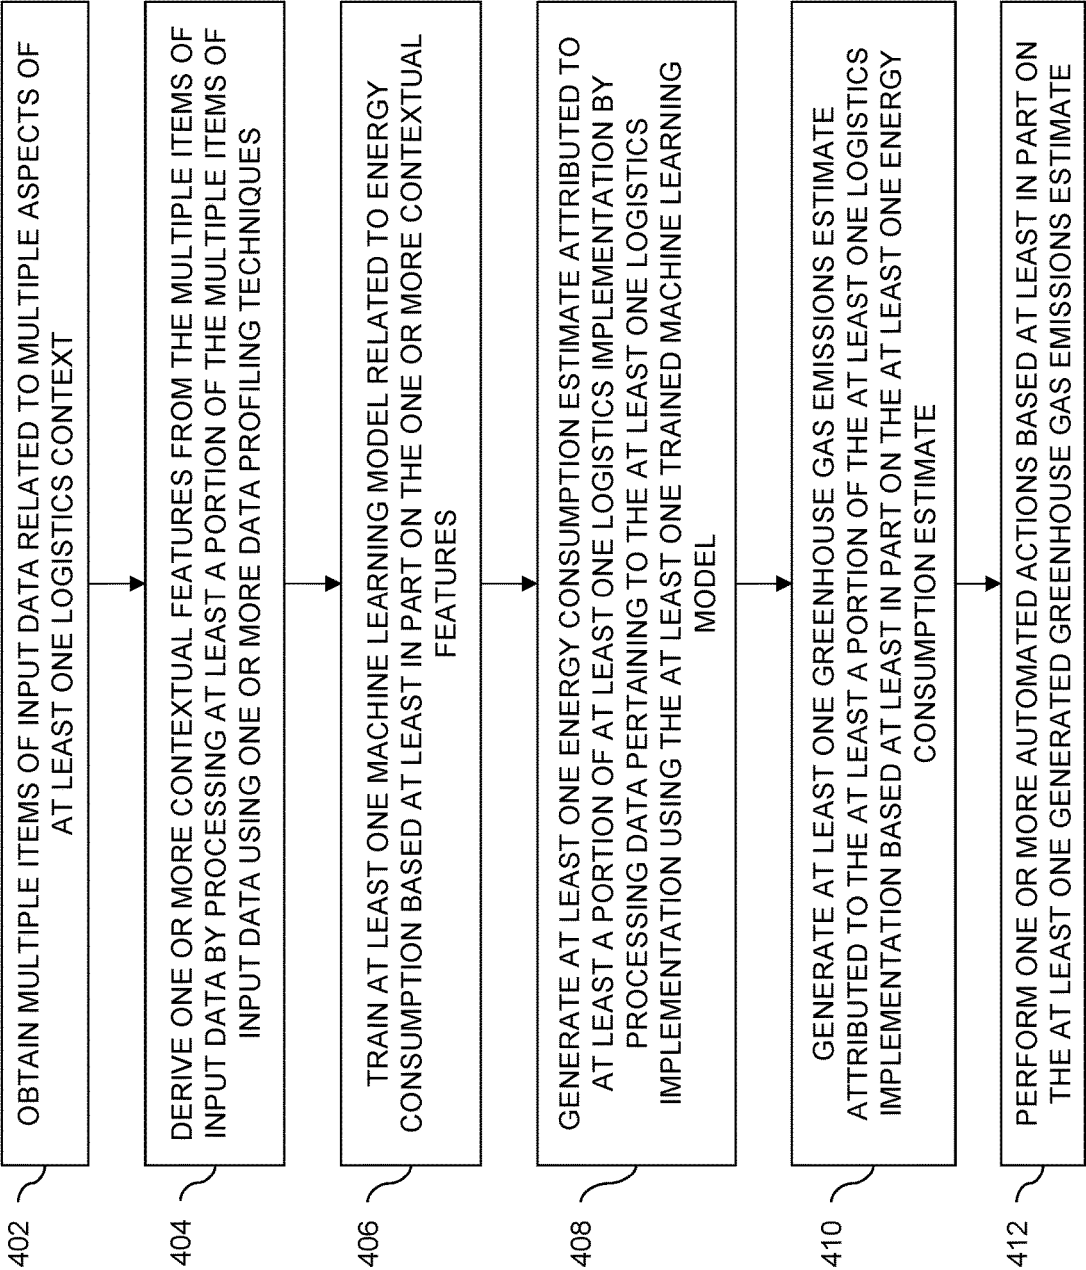 402
OBTAIN MULTIPLE ITEMS OF INPUT DATA RELATED TO MULTIPLE ASPECTS OF
AT LEAST ONE LOGISTICS CONTEXT
404
DERIVE ONE OR MORE CONTEXTUAL FEATURES FROM THE MULTIPLE ITEMS OF
INPUT DATA BY PROCESSING AT LEAST A PORTION OF THE MULTIPLE ITEMS OF
INPUT DATA USING ONE OR MORE DATA PROFILING TECHNIQUES
406
TRAIN AT LEAST ONE MACHINE LEARNING MODEL RELATED TO ENERGY
CONSUMPTION BASED AT LEAST IN PART ON THE ONE OR MORE CONTEXTUAL
FEATURES
408
GENERATE AT LEAST ONE ENERGY CONSUMPTION ESTIMATE ATTRIBUTED TO
AT LEAST A PORTION OF AT LEAST ONE LOGISTICS IMPLEMENTATION BY
PROCESSING DATA PERTAINING TO THE AT LEAST ONE LOGISTICS
IMPLEMENTATION USING THE AT LEAST ONE TRAINED MACHINE LEARNING
MODEL
410
GENERATE AT LEAST ONE GREENHOUSE GAS EMISSIONS ESTIMATE
ATTRIBUTED TO THE AT LEAST A PORTION OF THE AT LEAST ONE LOGISTICS
IMPLEMENTATION BASED AT LEAST IN PART ON THE AT LEAST ONE ENERGY
CONSUMPTION ESTIMATE
412
PERFORM ONE OR MORE AUTOMATED ACTIONS BASED AT LEAST IN PART ON
THE AT LEAST ONE GENERATED GREENHOUSE GAS EMISSIONS ESTIMATE